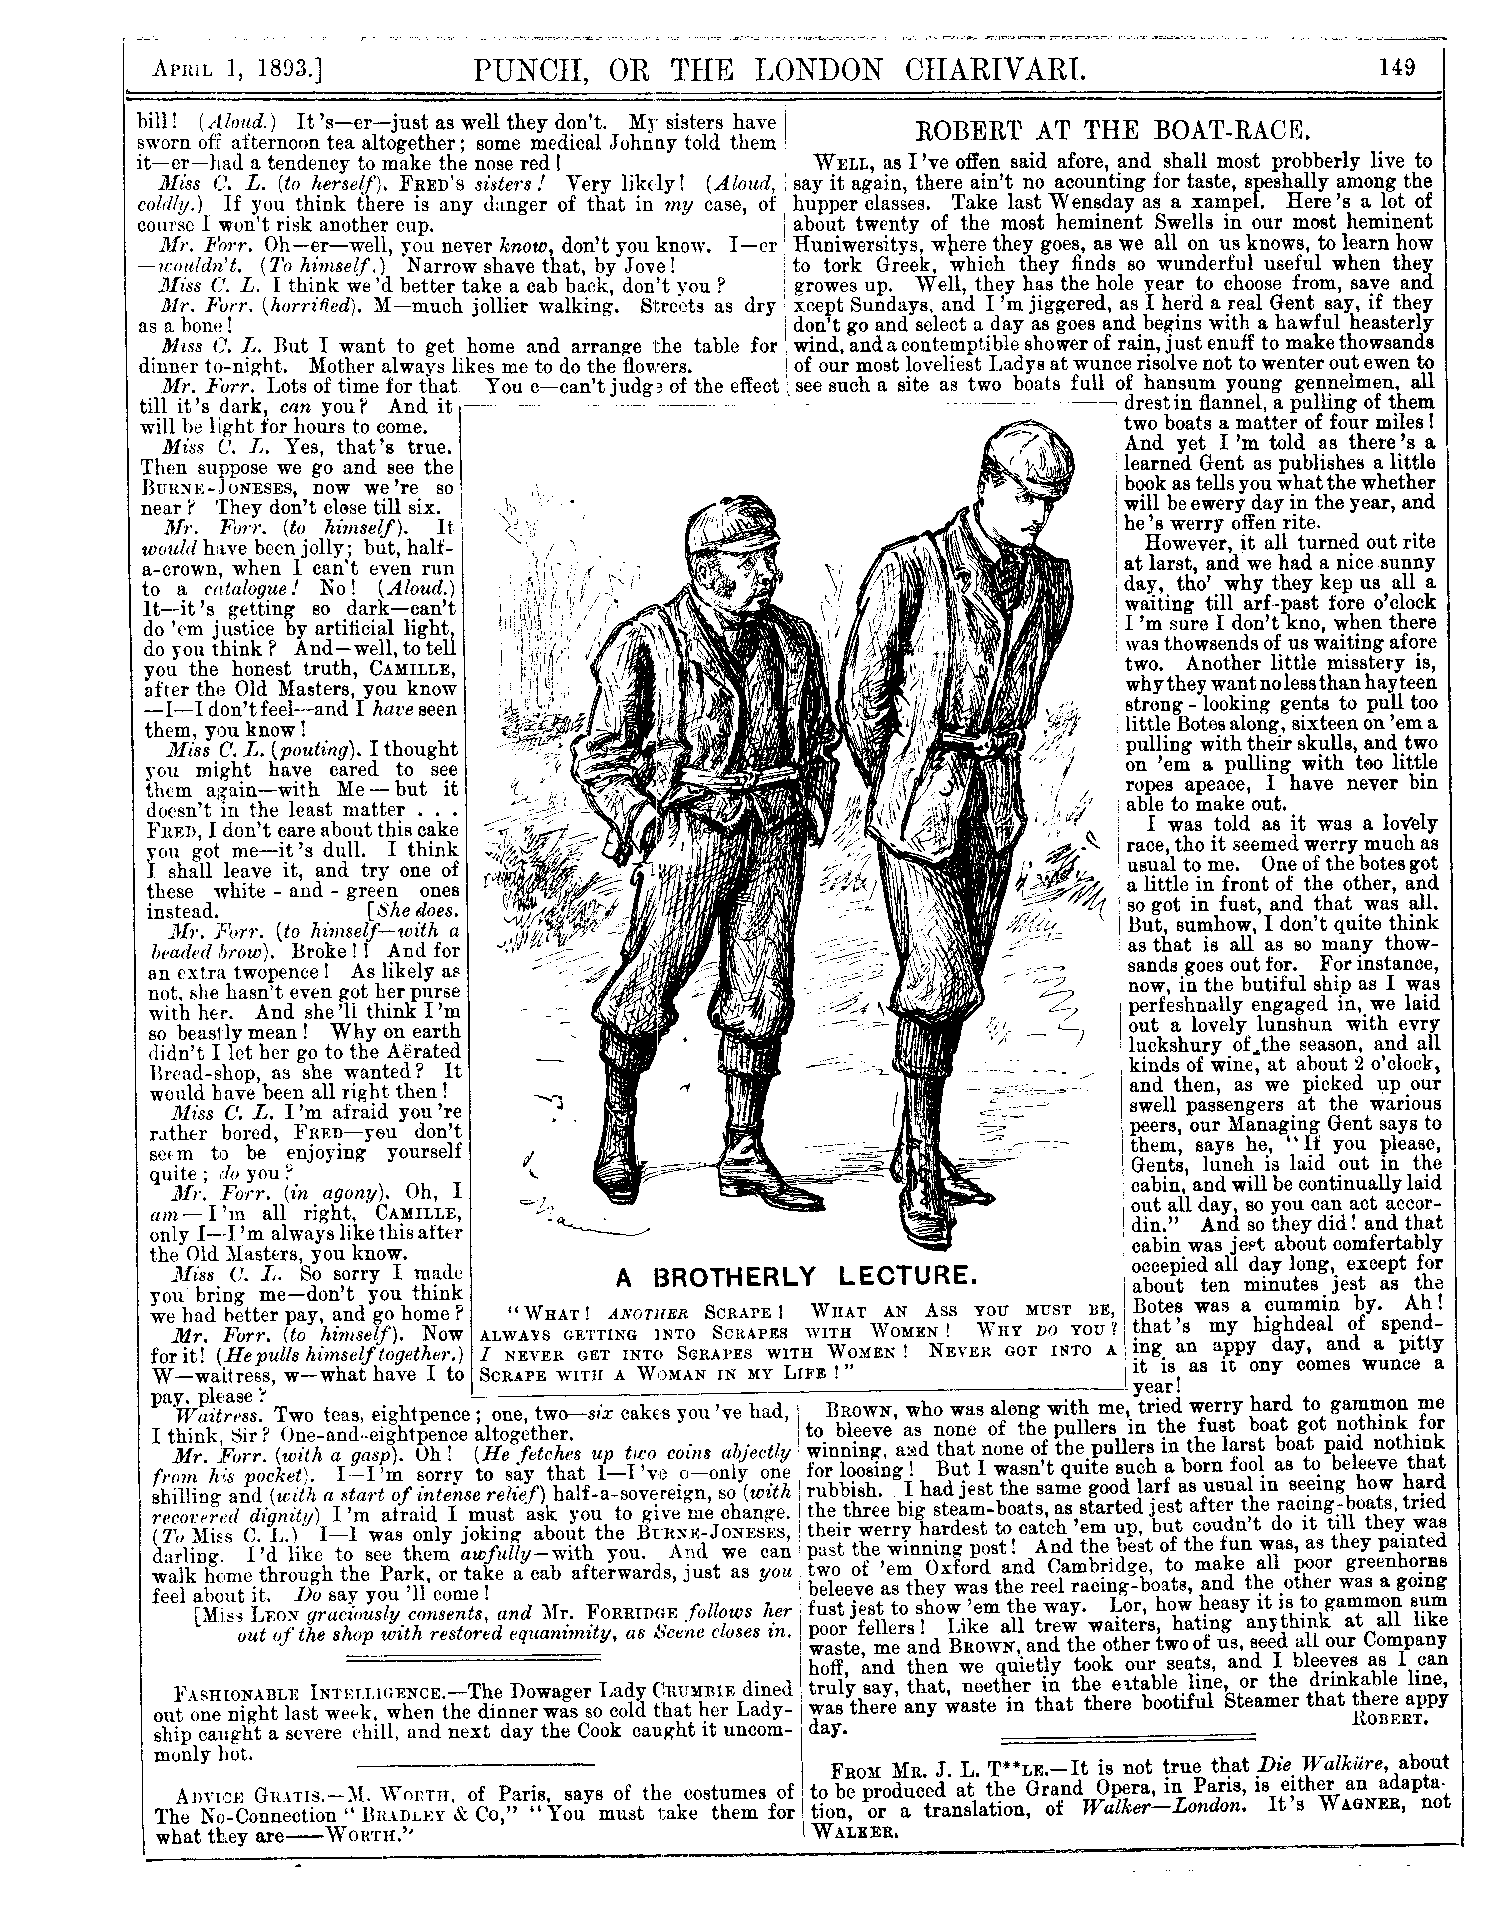 APRIL 1, 1893.]
PUNCH, OR THE LONDON CHARIVARI.
149
bill! (Aloud.) It's—er—just as well they don't. My sisters have
sworn off afternoon tea altogether; some medical Johnny told them
it—er—had a tendency to make the nose red!
Miss C. L. (to herself). FRED's sisters! Very likely! (Aloud,
coldly.) If you think there is any danger of that in my case, of
course I won't risk another cup.
Mr. Forr. Oh—er—well, you never know, don't you know. I—er
—wouldn't. (To himself.) Narrow shave that, by Jove!
Miss C. L. I think we'd better take a cab back, don't you?
Mr. Forr. (horrified). M—much jollier walking. Streets as dry
as a bone!
Miss C. L. But I want to get home and arrange the table for
dinner to-night. Mother always likes me to do the flowers.
Mr. Forr. Lots of time for that. You c—can't judge of the effect
till it's dark, can you? And it
will be light for hours to come.
Miss C. L. Yes, that's true.
Then suppose we go and see the
BURNE-JONESES, now we're so
near? They don't close till six.
Mr. Forr. (to himself). It
would have been jolly; but, half-
a-crown, when I can't even run
to a catalogue! No! (Aloud.)
It—it's getting so dark—can't
do 'em justice by artificial light,
do you think? And—well, to tell
you the honest truth, CAMILLE,
after the Old Masters, you know
—I—I don't feel—and I have seen
them, you know!
Miss C. L. (pouting). I thought
you might have cared to see
them again—with Me—but it
doesn't in the least matter . . .
FRED, I don't care about this cake
you got me—it's dull. I think
I shall leave it, and try one of
these white-and-green ones
instead. [She does.
Mr. Forr. (to himself—with a
beaded brow). Broke!! And for
an extra twopence! As likely as
not, she hasn't even got her purse
with her. And she'll think I'm
so beastly mean! Why on earth
didn't I let her go to the Aërated
Bread-shop, as she wanted? It
would have been all right then!
Miss C. L. I'm afraid you're
rather bored, FRED—you don't
seem to be enjoying yourself
quite; do you?
Mr. Forr. (in agony). Oh, I
am—I'm all right, CAMILLE,
only I—I'm always like this after
the Old Masters, you know.
Miss C. L. So sorry I made
you bring me—don't you think
we had better pay, and go home?
Mr. Forr. (to himself). Now
for it! (He pulls himself together.)
W—waitress, w—what have I to
pay, please?
Waitress. Two teas, eightpence; one, two—six cakes you've had,
I think, Sir? One-and-eightpence altogether.
Mr. Forr. (with a gasp). Oh! (He fetches up two coins abjectly
from his pocket). I—I'm sorry to say that I—I've o—only one
shilling and (with a start of intense relief) half-a-sovereign, so (with
recovered dignity) I'm afraid I must ask you to give me change.
(To Miss C. L.) I—I was only joking about the BURNE-JONESES,
darling. I'd like to see them awfully—with you. And we can
walk home through the Park, or take a cab afterwards, just as you
feel about it. Do say you'll come!
[Miss LEON graciously consents, and Mr. FORRIDGE follows her
out of the shop with restored equanimity, as Scene closes in.
FASHIONABLE INTELLIGENCE.—The Dowager Lady CRUMBIE dined
out one night last week, when the dinner was so cold that her Lady-
ship caught a severe chill, and next day the Cook caught it uncom-
monly hot.
ADVICE GRATIS.—M. WORTH, of Paris, says of the costumes of
The No-Connection "BRADLEY & Co," "You must take them for
what they are——WORTH."
A BROTHERLY LECTURE.
"WHAT! ANOTHER SCRAPE! WHAT AN ASS YOU MUST BE,
ALWAYS GETTING INTO SCRAPES WITH WOMEN! WHY DO YOU?
I NEVER GET INTO SCRAPES WITH WOMEN! NEVER GOT INTO A
SCRAPE WITH A WOMAN IN MY LIFE!"
ROBERT AT THE BOAT-RACE.
WELL, as I've offen said afore, and shall most probberly live to
say it again, there ain't no acounting for taste, speshally among the
hupper classes. Take last Wensday as a xampel. Here's a lot of
about twenty of the most heminent Swells in our most heminent
Huniwersitys, where they goes, as we all on us knows, to learn how
to tork Greek, which they finds so wunderful useful when they
growes up. Well, they has the hole year to choose from, save and
xcept Sundays, and I'm jiggered, as I herd a real Gent say, if they
don't go and select a day as goes and begins with a hawful heasterly
wind, and a contemptible shower of rain, just enuff to make thowsands
of our most loveliest Ladys at wunce risolve not to wenter out ewen to
see such a site as two boats full of hansum young gennelmen, all
drest in flannel, a pulling of them
two boats a matter of four miles!
And yet I'm told as there's a
learned Gent as publishes a little
book as tells you what the whether
will be ewery day in the year, and
he's werry offen rite.
However, it all turned out rite
at larst, and we had a nice sunny
day, tho' why they kep us all a
waiting till arf-past fore o'clock
I'm sure I don't kno, when there
was thowsends of us waiting afore
two. Another little misstery is,
why they want no less than hayteen
strong-looking gents to pull too
little Botes along, sixteen on 'em a
pulling with their skulls, and two
on 'em a pulling with too little
ropes apeace, I have never bin
able to make out.
I was told as it was a lovely
race, tho it seemed werry much as
usual to me. One of the botes got
a little in front of the other, and
so got in fust, and that was all.
But, sumhow, I don't quite think
as that is all as so many thow-
sands goes out for. For instance,
now, in the butiful ship as I was
perfeshnally engaged in, we laid
out a lovely lunshun with evry
luckshury of the season, and all
kinds of wine, at about 2 o'clock,
and then, as we picked up our
swell passengers at the warious
peers, our Managing Gent says to
them, says he, "If you please,
Gents, lunch is laid out in the
cabin, and will be continually laid
out all day, so you can act accor-
din." And so they did! and that
cabin was jest about comfertably
occepied all day long, except for
about ten minutes jest as the
Botes was a cummin by. Ah!
that's my highdeal of spend-
ing an appy day, and a pitty
it is as it ony comes wunce a
year!
BROWN, who was along with me, tried werry hard to gammon me
to bleeve as none of the pullers in the fust boat got nothink for
winning, and that none of the pullers in the larst boat paid nothink
for loosing! But I wasn't quite such a born fool as to beleeve that
rubbish. I had jest the same good larf as usual in seeing how hard
the three big steam-boats, as started jest after the racing-boats, tried
their werry hardest to catch 'em up, but coudn't do it till they was
past the winning post! And the best of the fun was, as they painted
two of 'em Oxford and Cambridge, to make all poor greenhorns
beleeve as they was the reel racing-boats, and the other was a going
fust jest to show 'em the way. Lor, how heasy it is to gammon sum
poor fellers! Like all trew waiters, hating anythink at all like
waste, me and BROWN, and the other two of us, seed all our Company
hoff, and then we quietly took our seats, and I bleeves as I can
truly say, that, neether in the eatable line, or the drinkable line,
was there any waste in that there bootiful Steamer that there appy
day. ROBERT.
FROM MR. J. L. T**LE.—It is not true that Die Walküre, about
to be produced at the Grand Opera, in Paris, is either an adapta-
tion, or a translation, of Walker—London. It's WAGNER, not
WALKER.